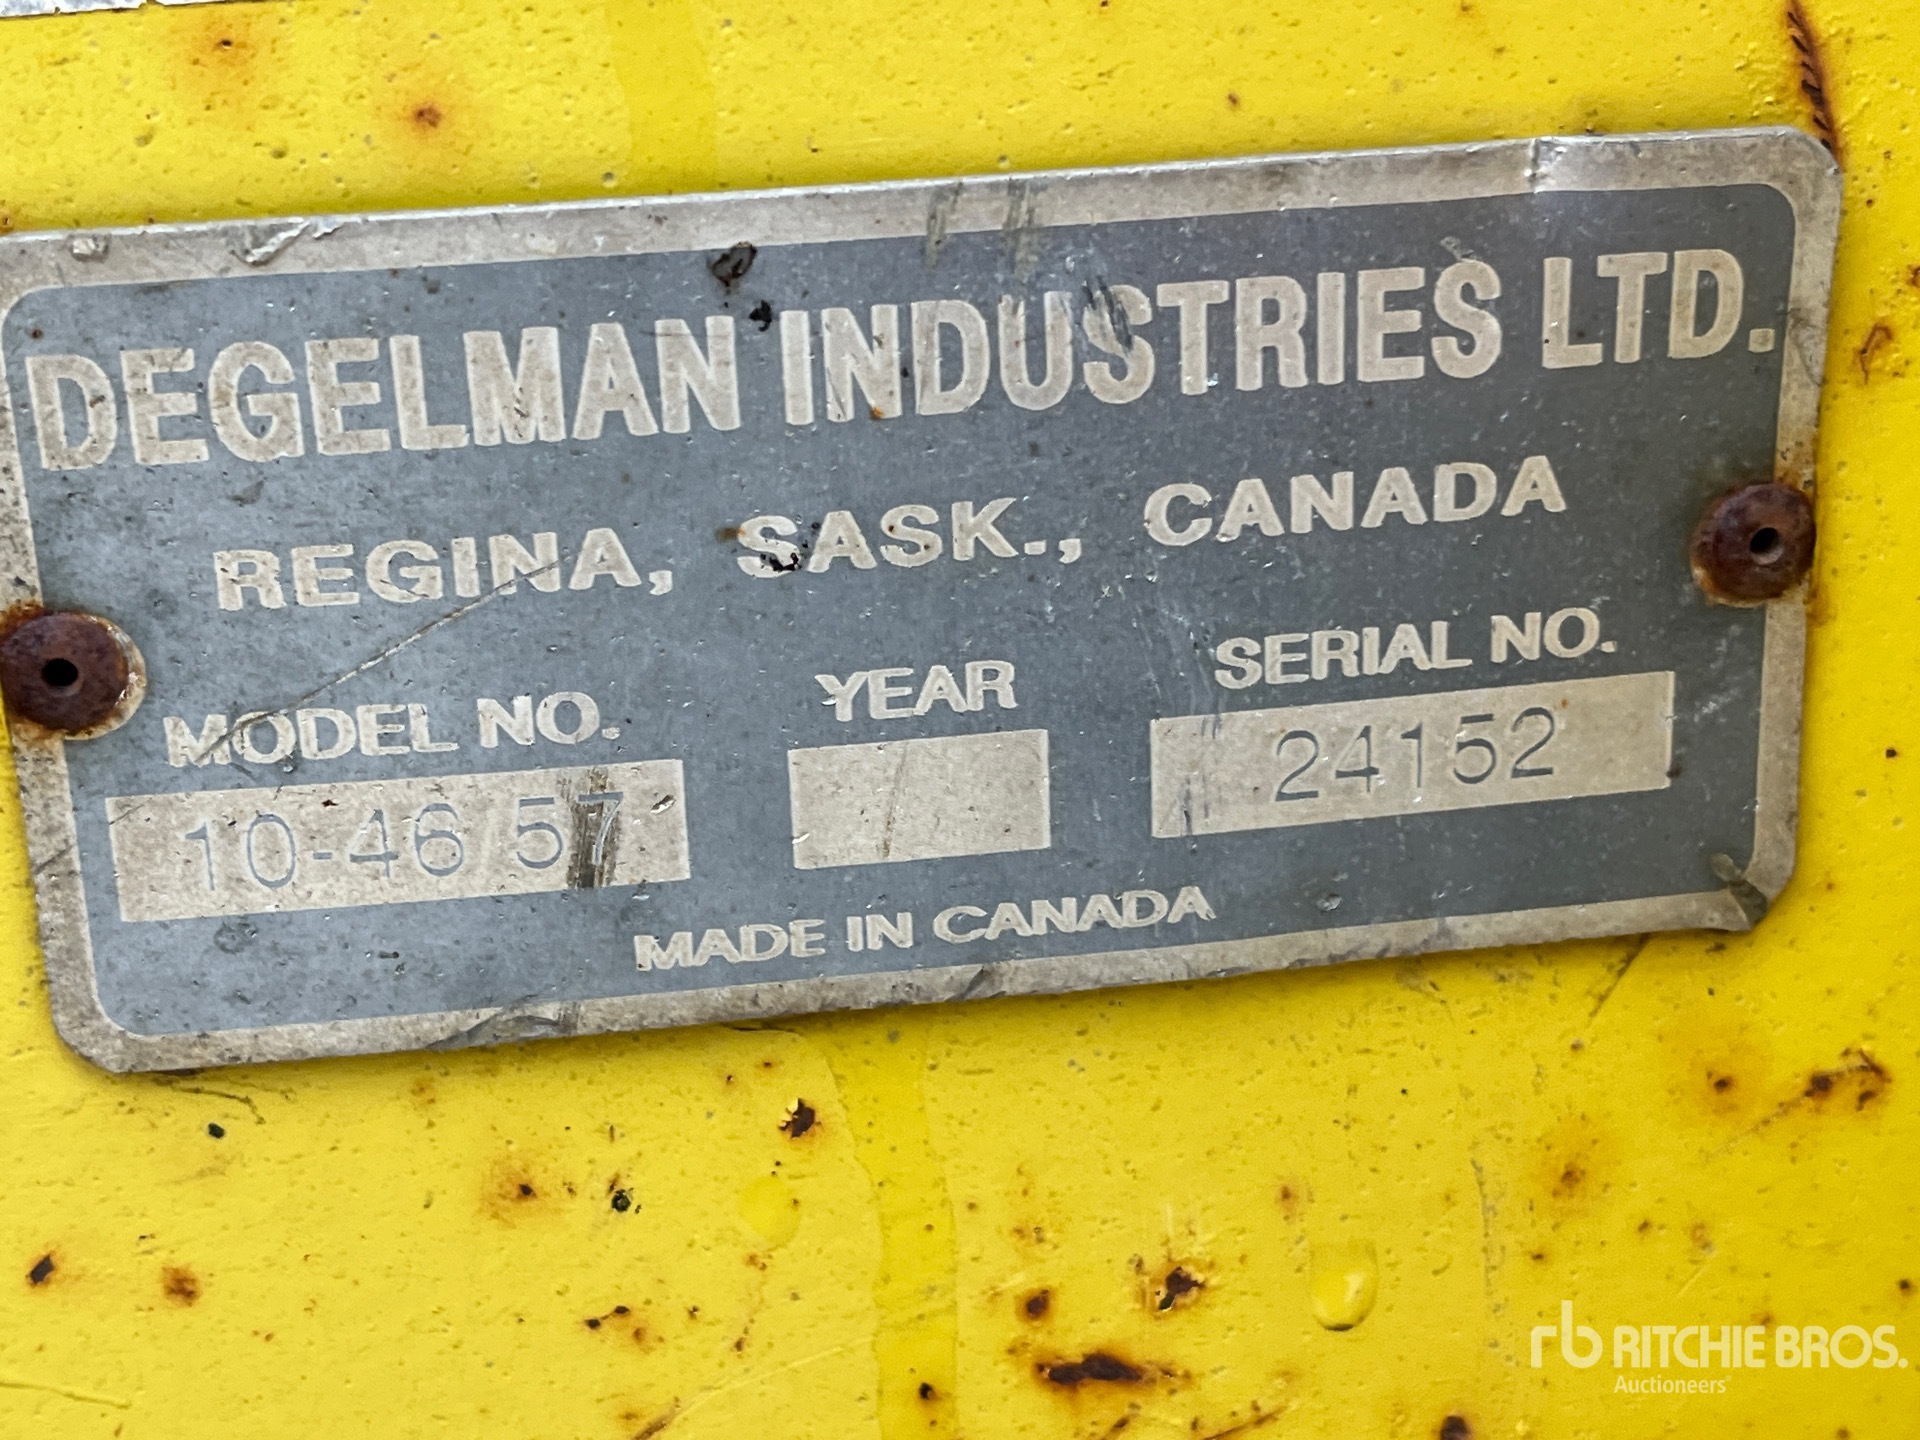 DEGELMAN INDUSTRIES LTD.
REGINA, SASK., CANADA
MODEL NO. YEAR SERIAL NO.
10-46/57 24152
MADE IN CANADA
rb RITCHIE BROS.
Auctioneers